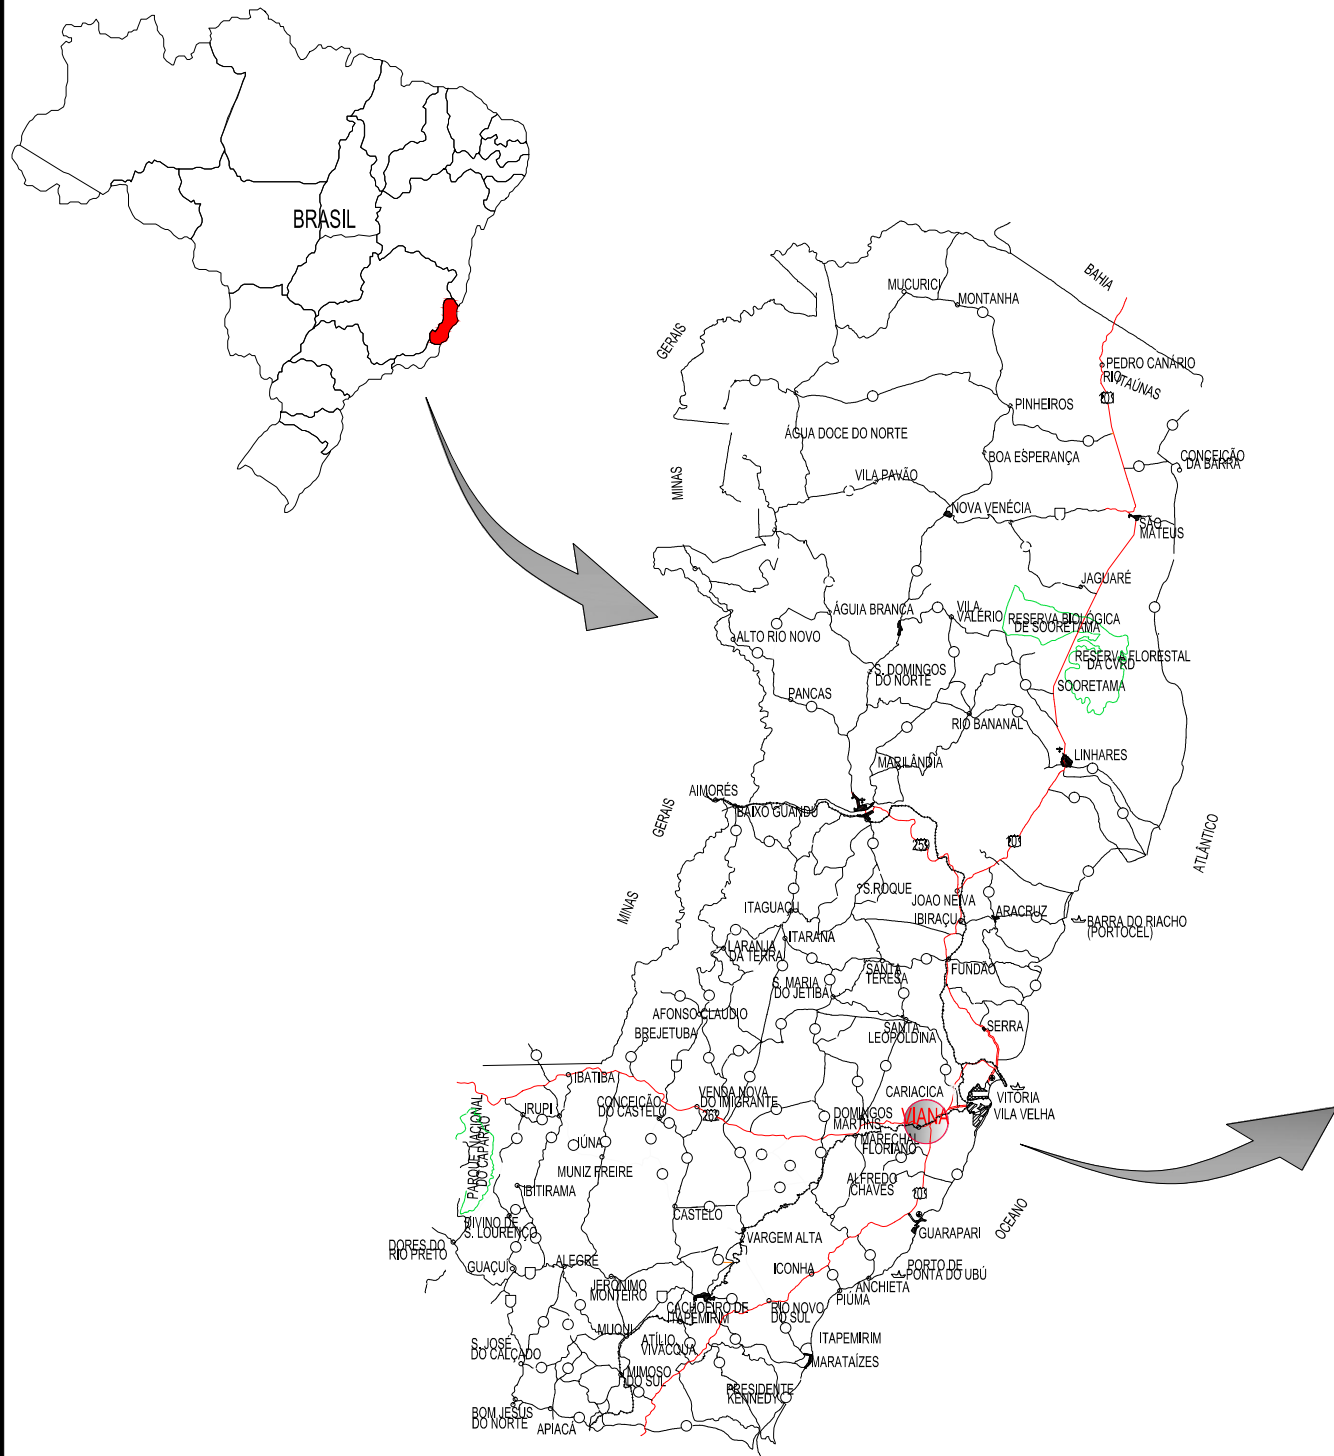 BRASIL
BAHIA
MUCURICI
MONTANHA
GERAIS
PEDRO CANÁRIO
RIO
ITAÚNAS
101
PINHEIROS
ÁGUA DOCE DO NORTE
BOA ESPERANÇA
CONCEIÇÃO
DA BARRA
MINAS
VILA PAVÃO
NOVA VENÉCIA
SÃO
MATEUS
JAGUARÉ
ÁGUIA BRANCA
VILA
VALÉRIO
RESERVA BIOLÓGICA
DE SOORETAMA
ALTO RIO NOVO
RESERVA FLORESTAL
DA CVRD
S. DOMINGOS
DO NORTE
SOORETAMA
PANCAS
RIO BANANAL
MARILÂNDIA
LINHARES
AIMORÉS
BAIXO GUANDU
GERAIS
259
101
ATLÂNTICO
S.ROQUE
JOAO NEIVA
MINAS
ITAGUAÇU
IBIRAÇU
ARACRUZ
BARRA DO RIACHO
(PORTOCEL)
ITARANA
LARANJA
DA TERRA
SANTA
TERESA
FUNDÃO
S. MARIA
DO JETIBA
AFONSO CLAUDIO
BREJETUBA
SANTA
LEOPOLDINA
SERRA
IBATIBA
CARIACICA
VITÓRIA
VILA VELHA
VENDA NOVA
DO IMIGRANTE
262
CONCEIÇÃO
DO CASTELO
DOMINGOS
MARTINS
VIANA
IRUPI
PARQUE NACIONAL
DO CAPARAÓ
IÚNA
MARECHAL
FLORIANO
MUNIZ FREIRE
ALFREDO
CHAVES
IBITIRAMA
101
CASTELO
DIVINO DE
S. LOURENÇO
OCEANO
GUARAPARI
VARGEM ALTA
DORES DO
RIO PRETO
GUAÇUÍ
ALEGRE
ICONHA
PORTO DE
PONTA DO UBÚ
ANCHIETA
JERÔNIMO
MONTEIRO
PIÚMA
CACHOEIRO DE
ITAPEMIRIM
RIO NOVO
DO SUL
MUQUI
ATÍLIO
VIVACQUA
ITAPEMIRIM
S. JOSÉ
DO CALÇADO
MARATAÍZES
MIMOSO
DO SUL
PRESIDENTE
KENNEDY
BOM JESUS
DO NORTE
APIACÁ